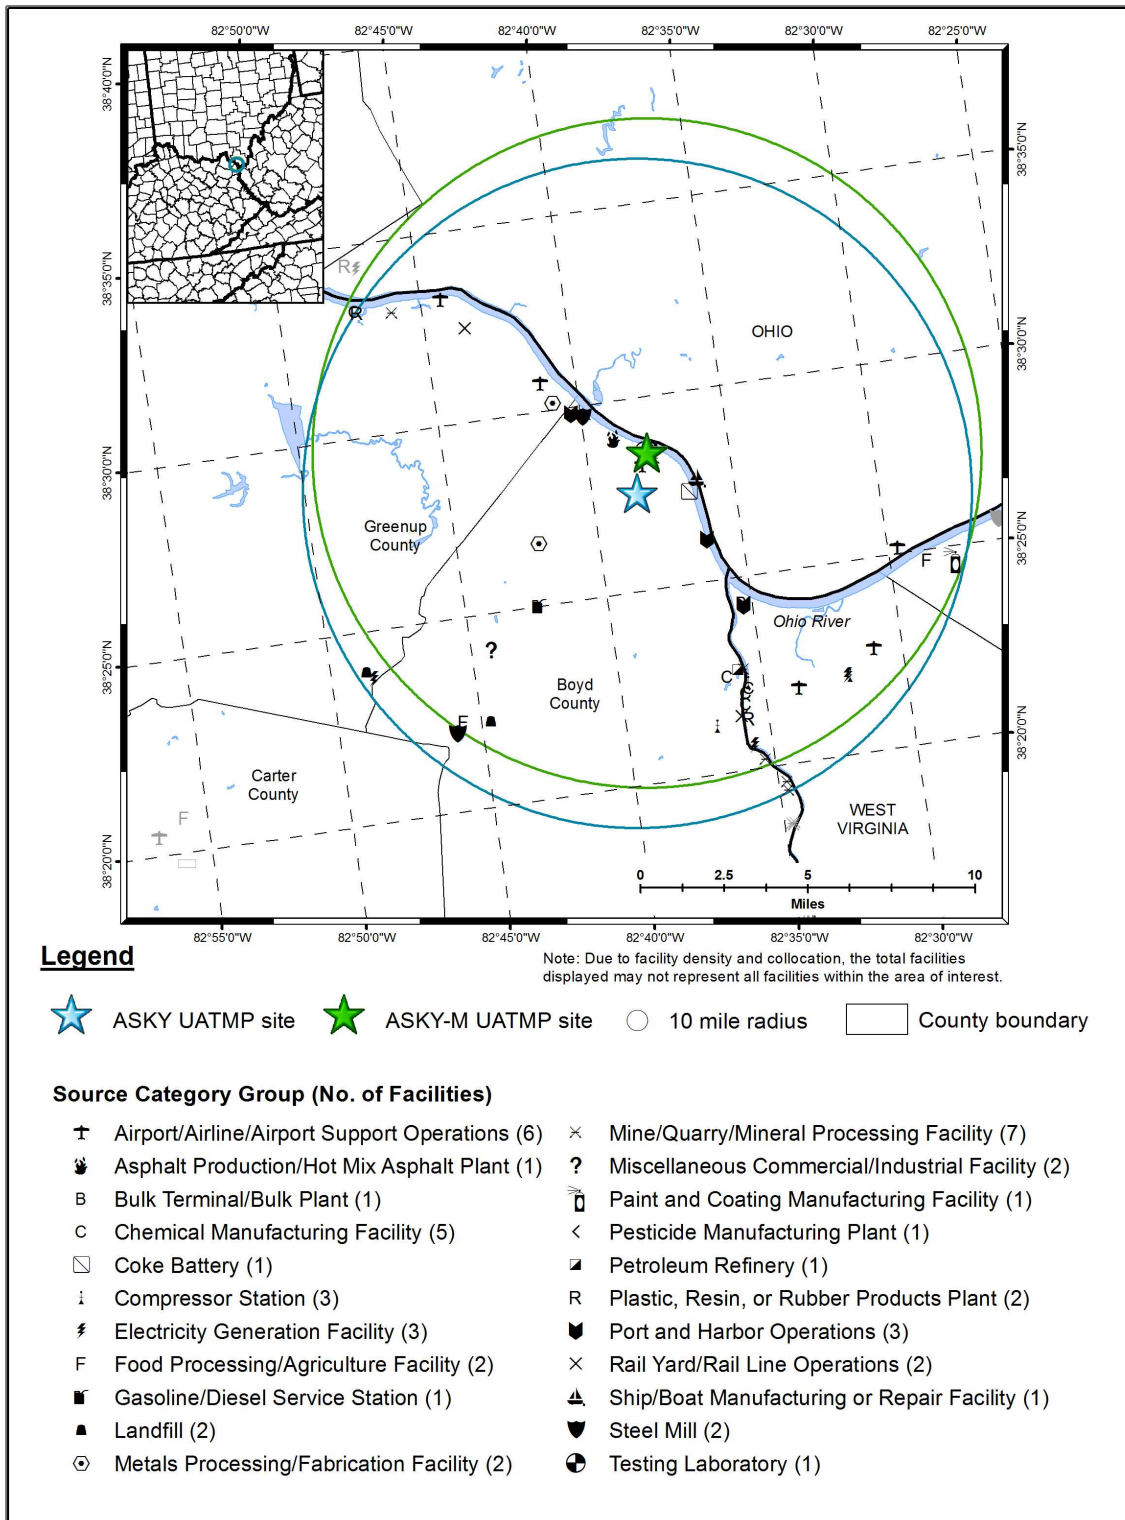 82°50'0"W 82°45'0"W 82°40'0"W 82°35'0"W 82°30'0"W 82°25'0"W
38°40'0"N
38°35'0"N
38°35'0"N
R
38°30'0"N
OHIO
38°30'0"N
Greenup
County
38°25'0"N
F
Ohio River
?
38°25'0"N
C
Boyd
County
R
F
38°20'0"N
Carter
County
WEST
VIRGINIA
F
38°20'0"N
0 2.5 5 10
Miles
82°55'0"W 82°50'0"W 82°45'0"W 82°40'0"W 82°35'0"W 82°30'0"W
Legend
Note: Due to facility density and collocation, the total facilities
displayed may not represent all facilities within the area of interest.
ASKY UATMP site ASKY-M UATMP site 10 mile radius County boundary
Source Category Group (No. of Facilities)
Airport/Airline/Airport Support Operations (6)
Asphalt Production/Hot Mix Asphalt Plant (1)
B Bulk Terminal/Bulk Plant (1)
C Chemical Manufacturing Facility (5)
Coke Battery (1)
Compressor Station (3)
Electricity Generation Facility (3)
F Food Processing/Agriculture Facility (2)
Gasoline/Diesel Service Station (1)
Landfill (2)
Metals Processing/Fabrication Facility (2)
Mine/Quarry/Mineral Processing Facility (7)
? Miscellaneous Commercial/Industrial Facility (2)
Paint and Coating Manufacturing Facility (1)
Pesticide Manufacturing Plant (1)
Petroleum Refinery (1)
R Plastic, Resin, or Rubber Products Plant (2)
Port and Harbor Operations (3)
Rail Yard/Rail Line Operations (2)
Ship/Boat Manufacturing or Repair Facility (1)
Steel Mill (2)
Testing Laboratory (1)